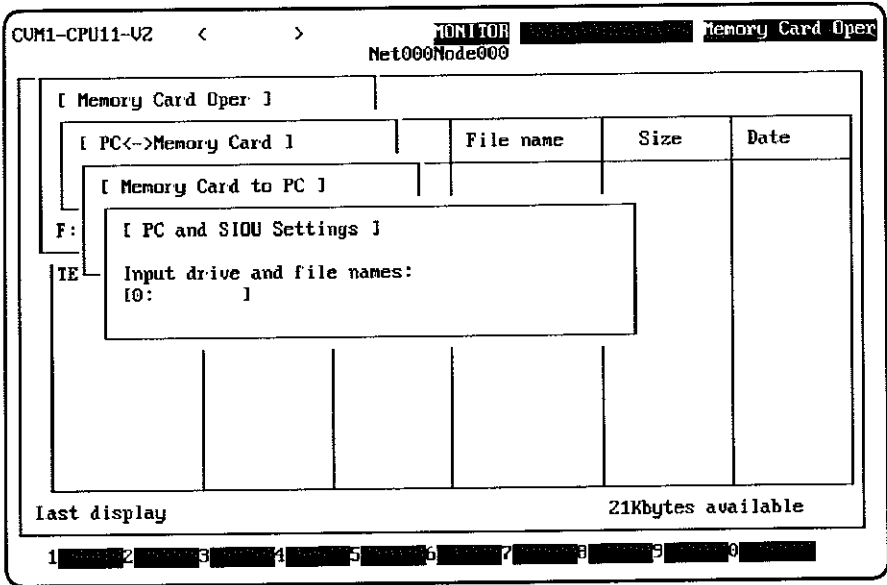 CVM1-CPU11-V2 < > MONITOR Memory Card Oper
Net000Node000
[ Memory Card Oper ]
[ PC<->Memory Card ] File name Size Date
[ Memory Card to PC ]
F: [ PC and SIOU Settings ]
TE Input drive and file names:
[0: ]
Last display 21Kbytes available
1 2 3 4 5 6 7 8 9 0